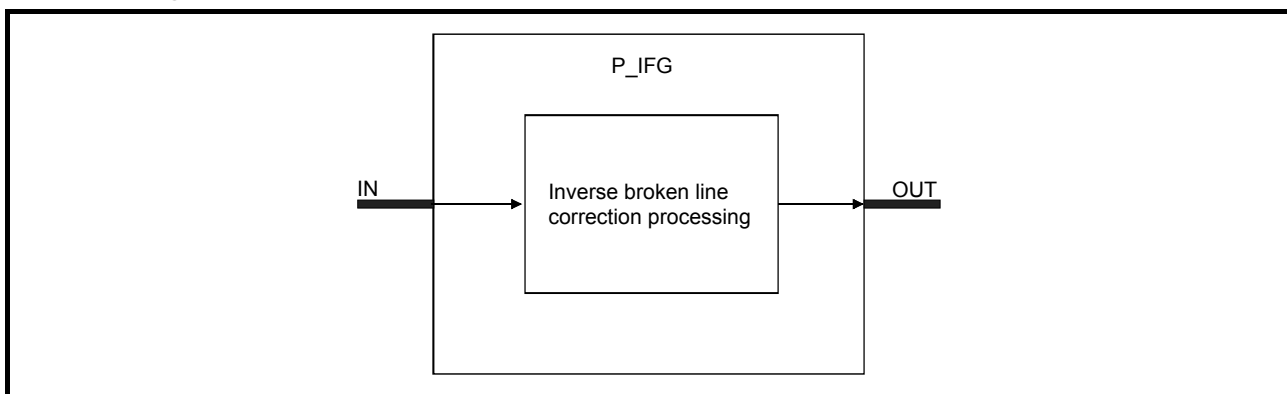 P_IFG
IN
Inverse broken line
correction processing
OUT